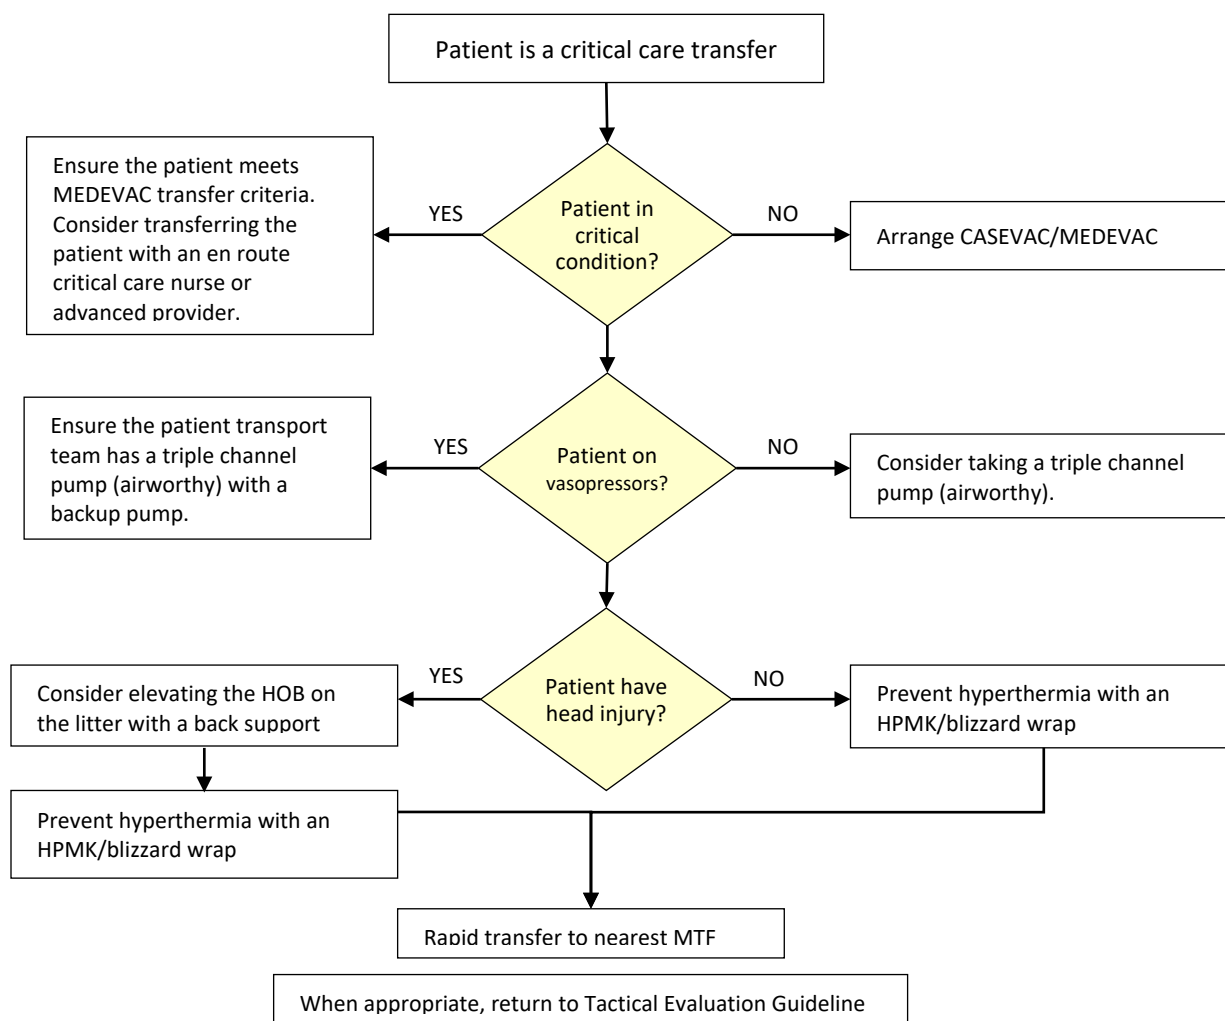 Patient is a critical care transfer
Ensure the patient meets
MEDEVAC transfer criteria.
Consider transferring the
patient with an en route
critical care nurse or
advanced provider.
YES
Patient in
critical
condition?
NO
Arrange CASEVAC/MEDEVAC
Ensure the patient transport
team has a triple channel
pump (airworthy) with a
backup pump.
YES
Patient on
vasopressors?
NO
Consider taking a triple channel
pump (airworthy).
Consider elevating the HOB on
the litter with a back support
YES
Patient have
head injury?
NO
Prevent hyperthermia with an
HPMK/blizzard wrap
Prevent hyperthermia with an
HPMK/blizzard wrap
Rapid transfer to nearest MTF
When appropriate, return to Tactical Evaluation Guideline